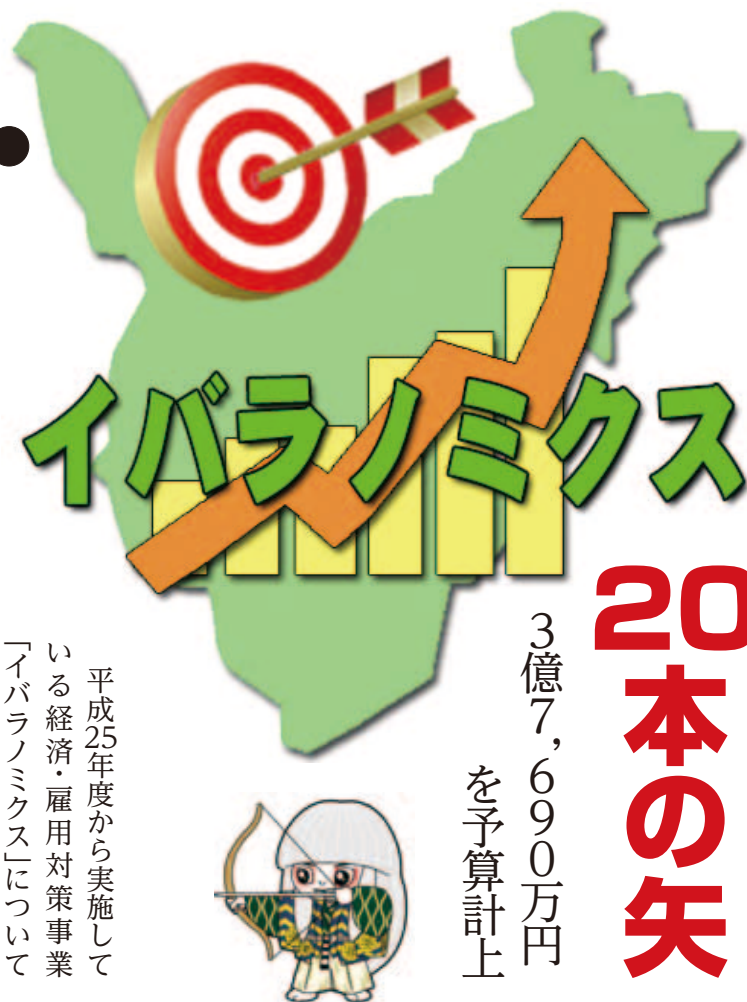 イバラノミクス
20本の矢
3億7,690万円
を予算計上
平成25年度から実施して
いる経済・雇用対策事業
「イバラノミクス」について